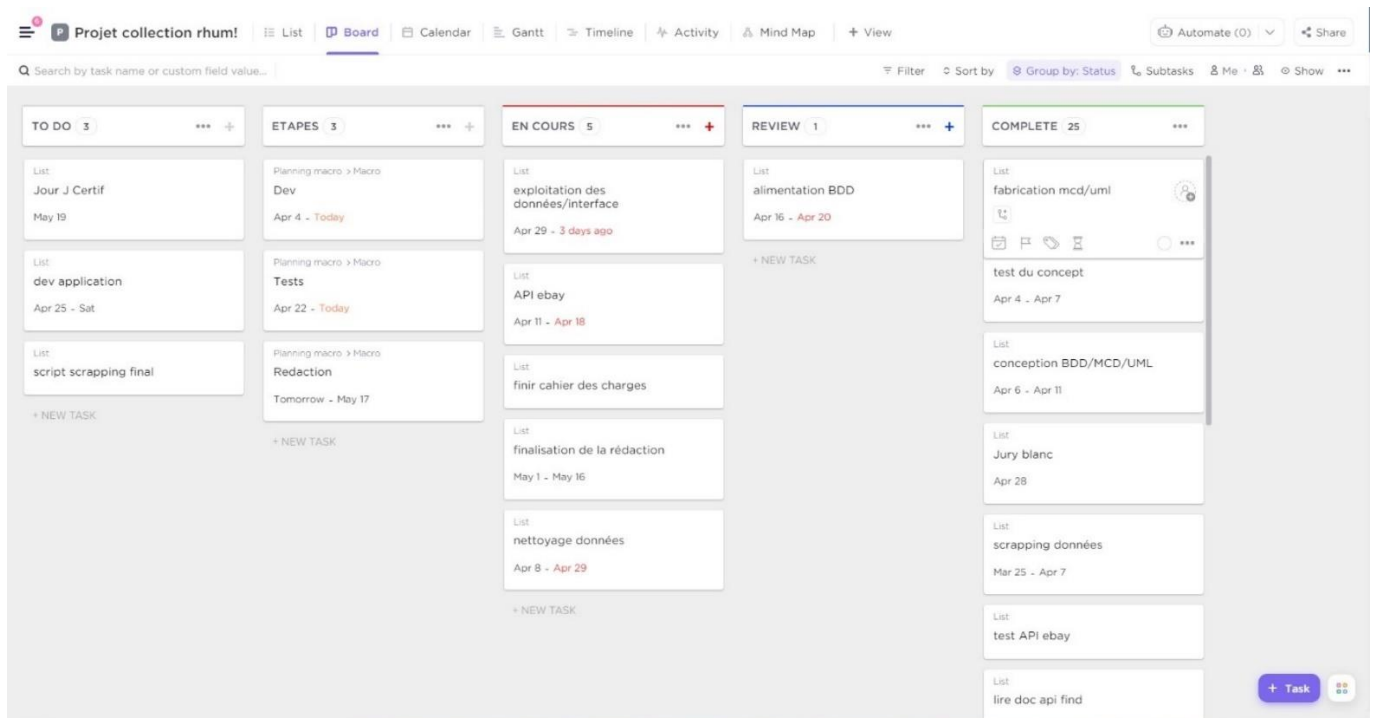 6
P Projet collection rhum! List Board Calendar Gantt Timeline Activity Mind Map + View Automate (0) Share
Search by task name or custom field value... Filter Sort by Group by: Status Subtasks Me Show
TO DO 3
List
Jour J Certif
May 19
List
dev application
Apr 25 - Sat
List
script scrapping final
+ NEW TASK
ETAPES 3
Planning macro > Macro
Dev
Apr 4 - Today
Planning macro > Macro
Tests
Apr 22 - Today
Planning macro > Macro
Redaction
Tomorrow - May 17
+ NEW TASK
EN COURS 5
List
exploitation des
données/interface
Apr 29 - 3 days ago
List
API ebay
Apr 11 - Apr 18
List
finir cahier des charges
List
finalisation de la rédaction
May 1 - May 16
List
nettoyage données
Apr 8 - Apr 29
+ NEW TASK
REVIEW 1
List
alimentation BDD
Apr 16 - Apr 20
+ NEW TASK
COMPLETE 25
List
fabrication mcd/uml
test du concept
Apr 4 - Apr 7
List
conception BDD/MCD/UML
Apr 6 - Apr 11
List
Jury blanc
Apr 28
List
scrapping données
Mar 25 - Apr 7
List
test API ebay
List
lire doc api find
+ Task